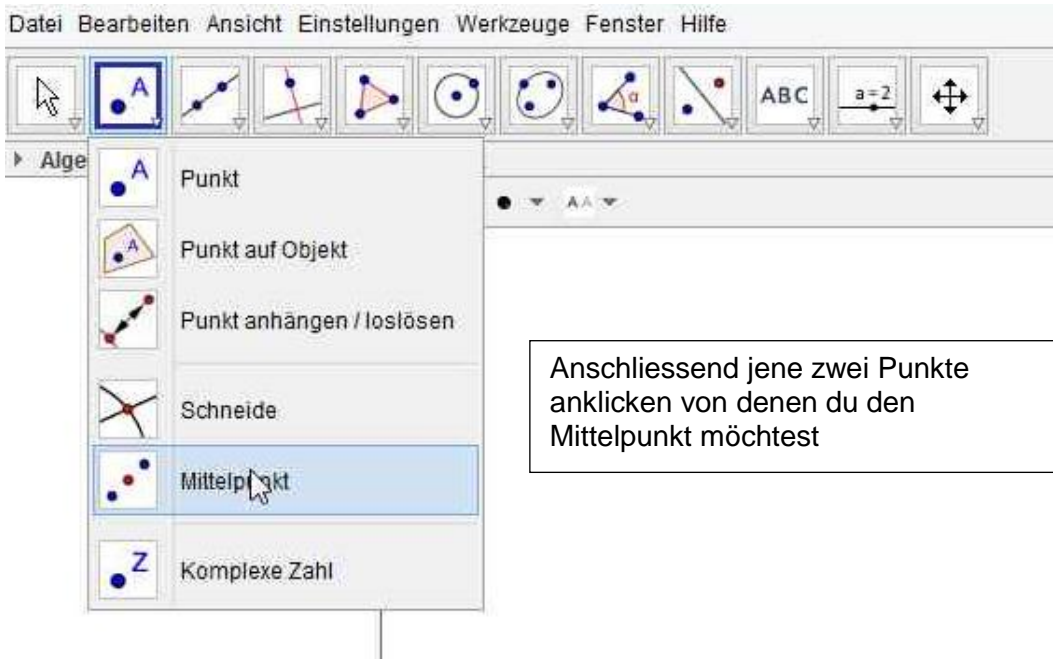 Datei Bearbeiten Ansicht Einstellungen Werkzeuge Fenster Hilfe
A α ABC a=2
Alge
A Punkt
A A
A Punkt auf Objekt
Punkt anhängen / loslösen
Anschliessend jene zwei Punkte
anklicken von denen du den
Mittelpunkt möchtest
Schneide
Mittelpunkt
Z Komplexe Zahl